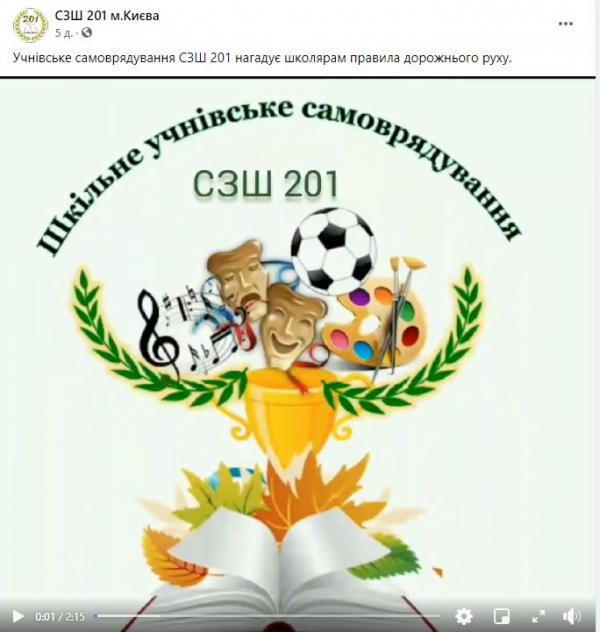 201
СЗШ 201 м.Києва
5 д. ·
Учнівське самоврядування СЗШ 201 нагадує школярам правила дорожнього руху.
Шкільне учнівське самоврядування
СЗШ 201
0:01 / 2:15